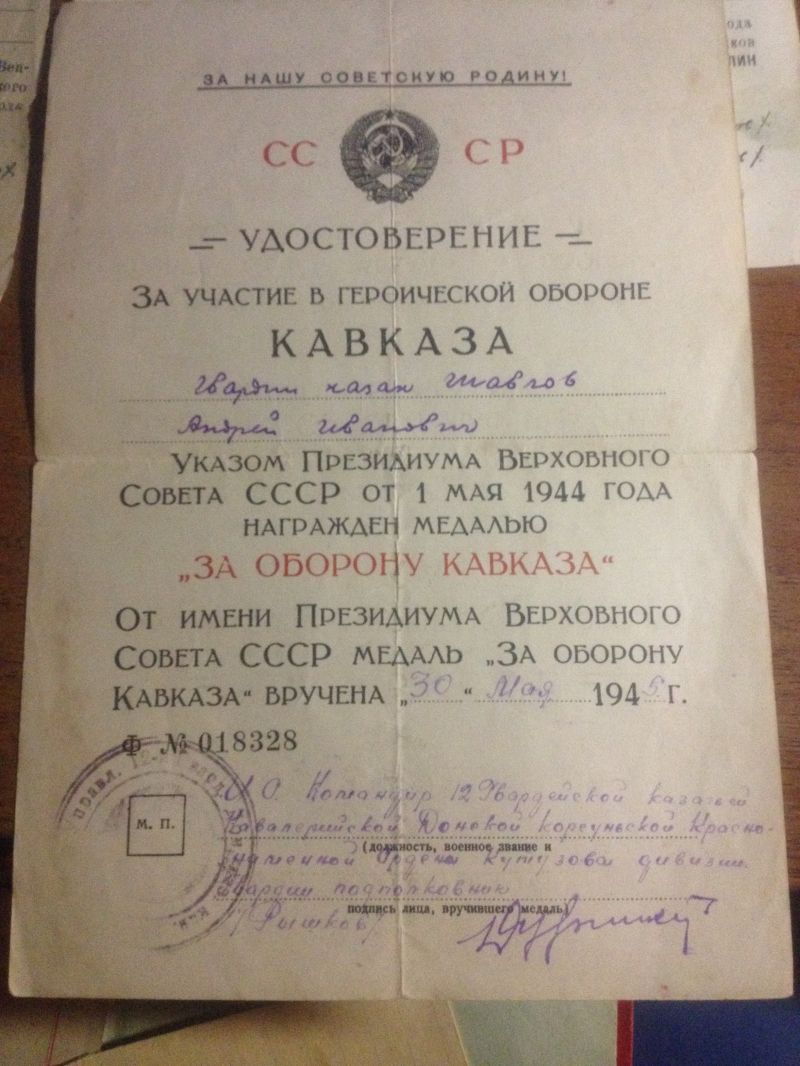 ЗА НАШУ СОВЕТСКУЮ РОДИНУ!
СС СР
УДОСТОВЕРЕНИЕ
ЗА УЧАСТИЕ В ГЕРОИЧЕСКОЙ ОБОРОНЕ
КАВКАЗА
Гвардии казак Шавлов
Андрей Иванович
УКАЗОМ ПРЕЗИДИУМА ВЕРХОВНОГО
СОВЕТА СССР ОТ 1 МАЯ 1944 ГОДА
НАГРАЖДЕН МЕДАЛЬЮ
„ЗА ОБОРОНУ КАВКАЗА“
ОТ ИМЕНИ ПРЕЗИДИУМА ВЕРХОВНОГО
СОВЕТА СССР МЕДАЛЬ „ЗА ОБОРОНУ
КАВКАЗА“ ВРУЧЕНА „30“ Мая 1945 г.
Ф № 018328
И.О. Командир 12 Гвардейской казачьей
М. П.
Кавалерийской Донской Корсуньской Красно-
(должность, военное звание и
знаменной Ордена Кутузова дивизии
гвардии подполковник
подпись лица, вручившего медаль)
/Рышков/